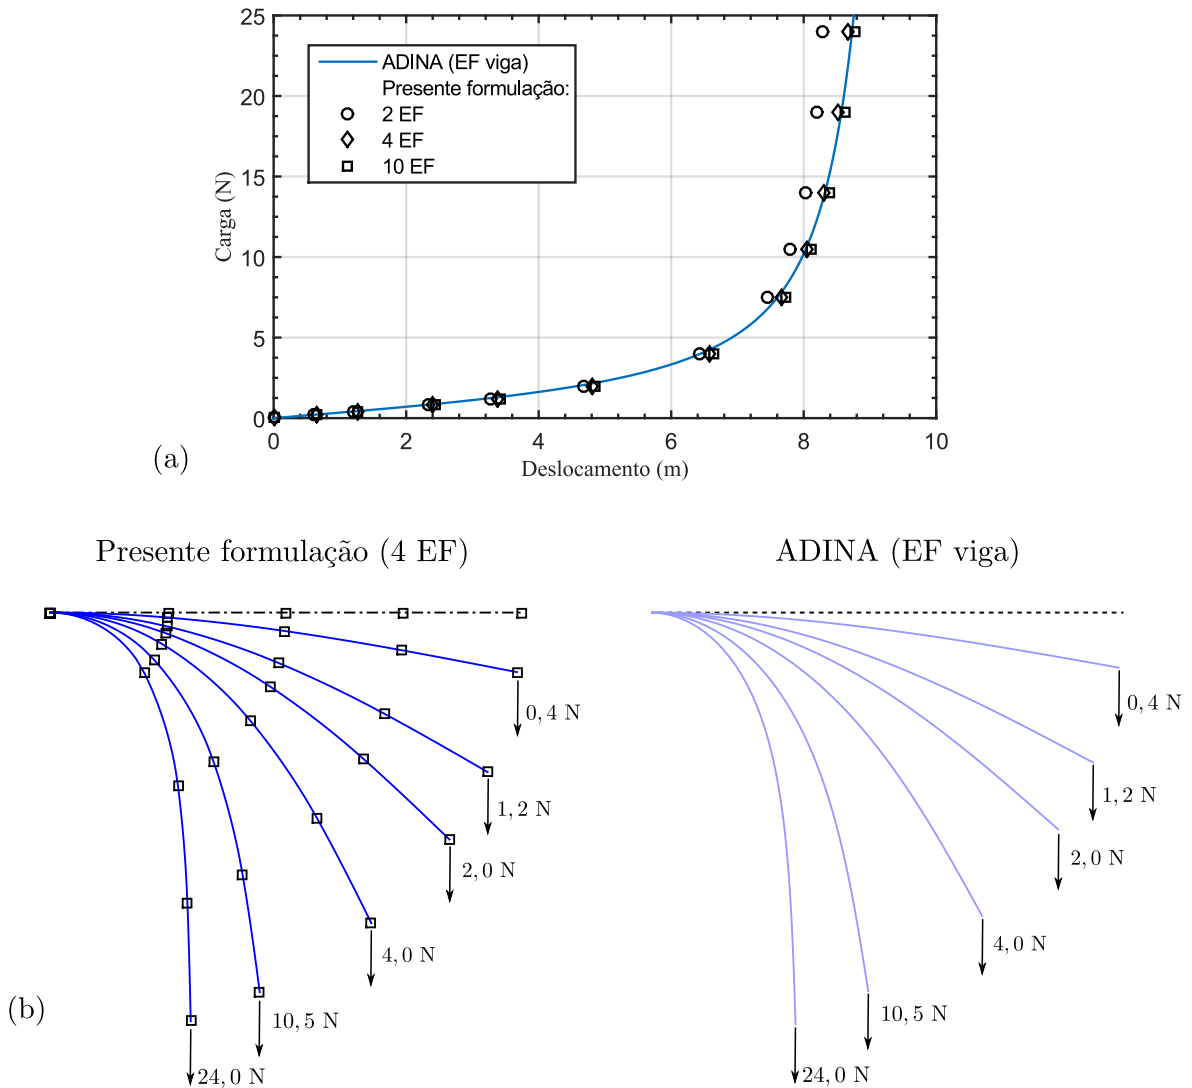 25
20
15
10
5
0
Carga (N)
ADINA (EF viga)
Presente formulação:
2 EF
4 EF
10 EF
0 2 4 6 8 10
Deslocamento (m)
(a)
Presente formulação (4 EF)
0,4 N
1,2 N
2,0 N
4,0 N
10,5 N
24,0 N
ADINA (EF viga)
0,4 N
1,2 N
2,0 N
4,0 N
10,5 N
24,0 N
(b)